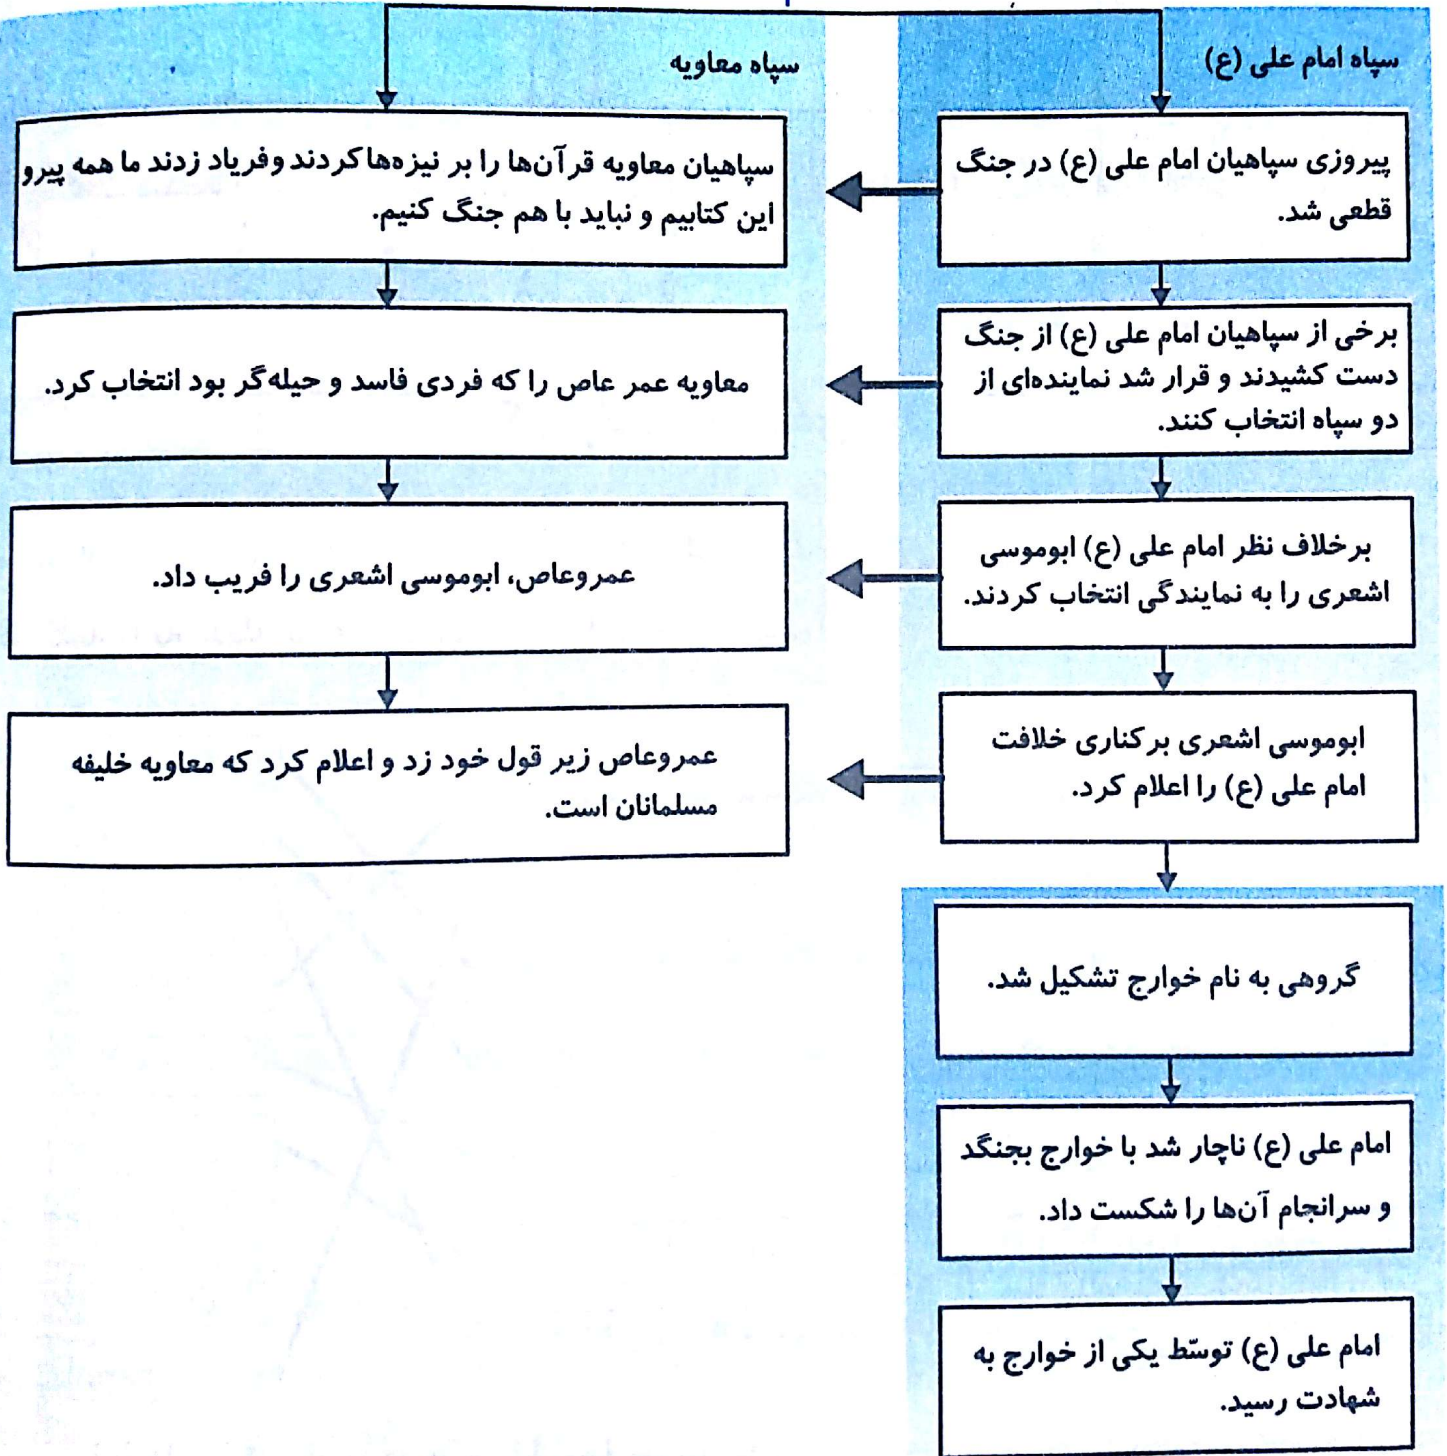 سپاه امام علی (ع)
پیروزی سپاهیان امام علی (ع) در جنگ
قطعی شد.
برخی از سپاهیان امام علی (ع) از جنگ
دست کشیدند و قرار شد نماینده‌ای از
دو سپاه انتخاب کنند.
برخلاف نظر امام علی (ع) ابوموسی
اشعری را به نمایندگی انتخاب کردند.
ابوموسی اشعری برکناری خلافت
امام علی (ع) را اعلام کرد.
گروهی به نام خوارج تشکیل شد.
امام علی (ع) ناچار شد با خوارج بجنگد
و سرانجام آن‌ها را شکست داد.
امام علی (ع) توسّط یکی از خوارج به
شهادت رسید.
سپاه معاویه
سپاهیان معاویه قرآن‌ها را بر نیزه‌ها کردند وفریاد زدند ما همه پیرو
این کتابیم و نباید با هم جنگ کنیم.
معاویه عمر عاص را که فردی فاسد و حیله‌گر بود انتخاب کرد.
عمروعاص، ابوموسی اشعری را فریب داد.
عمروعاص زیر قول خود زد و اعلام کرد که معاویه خلیفه
مسلمانان است.